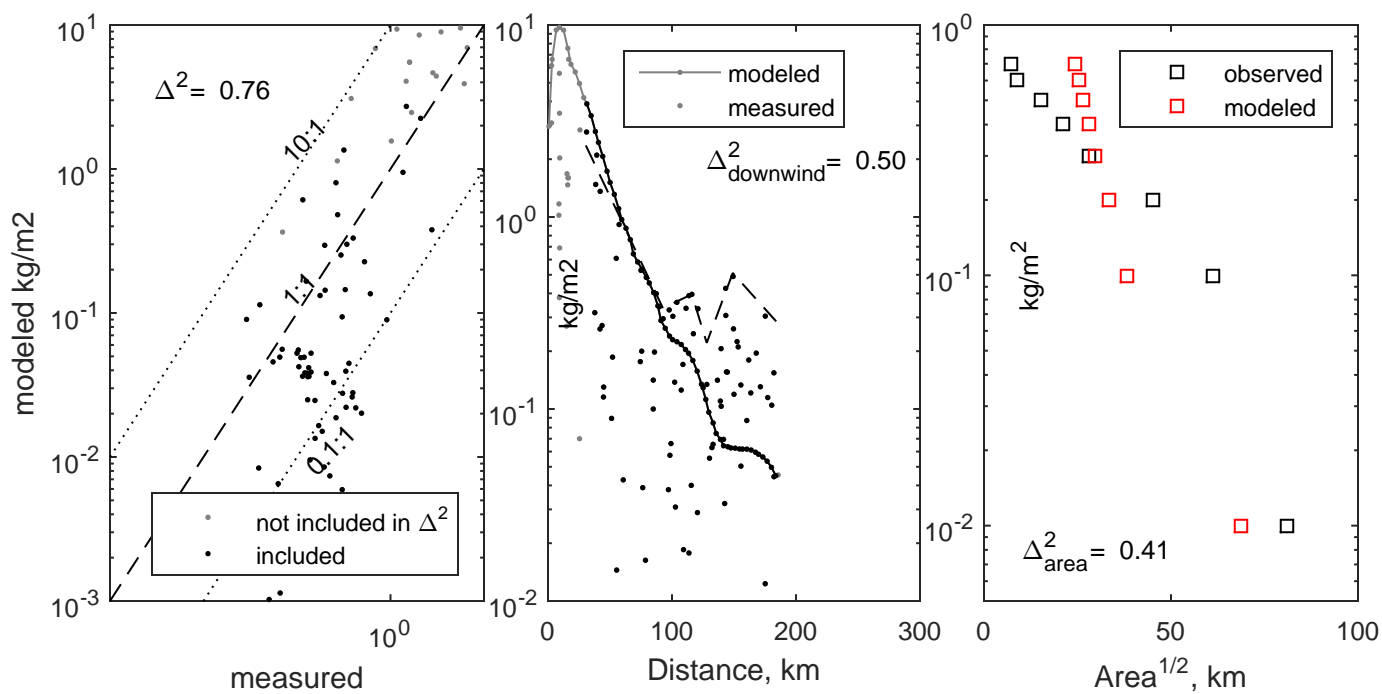 modeled kg/m2
10^1
10^0
10^-1
10^-2
10^-3
Δ^2= 0.76
10:1
1:1
0.1:1
not included in Δ^2
included
10^0
measured
10^1
10^0
10^-1
10^-2
modeled
measured
Δ^2_downwind= 0.50
kg/m2
0 100 200 300
Distance, km
10^0
10^-1
10^-2
observed
modeled
kg/m^2
Δ^2_area= 0.41
0 50 100
Area^1/2, km